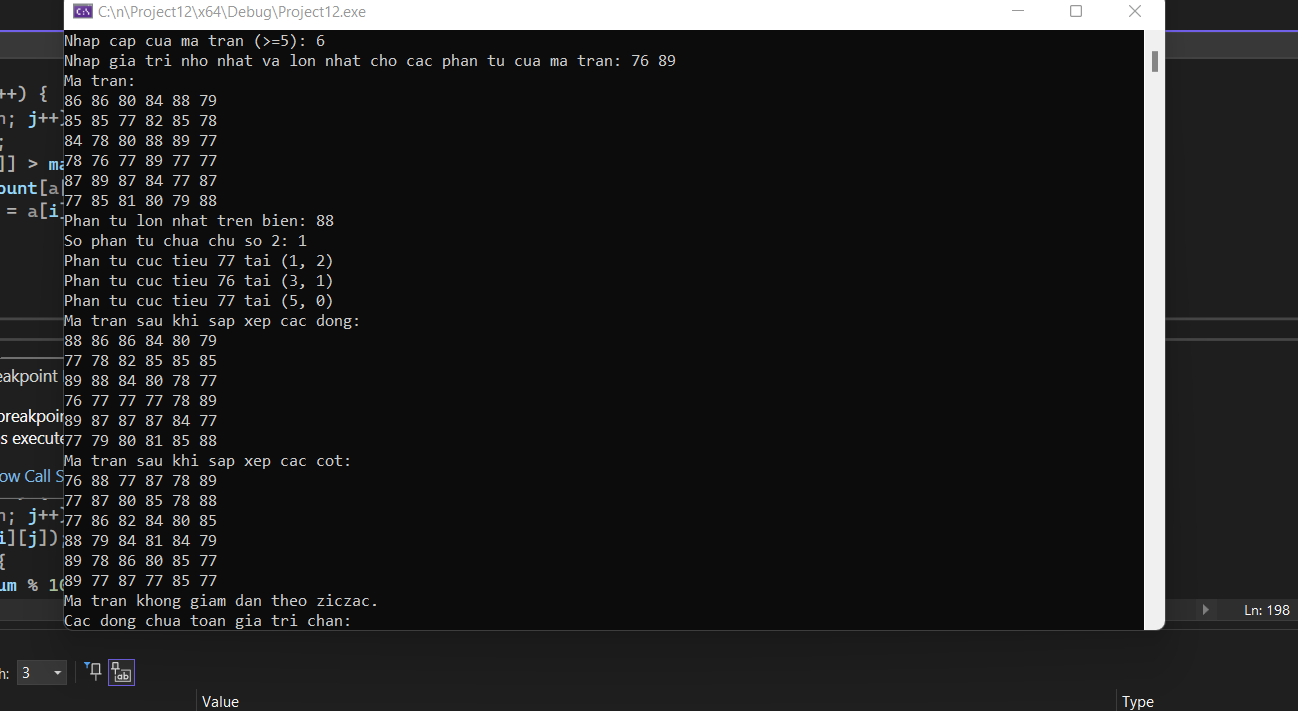 C:\n\Project12\x64\Debug\Project12.exe
Nhap cap cua ma tran (>=5): 6
Nhap gia tri nho nhat va lon nhat cho cac phan tu cua ma tran: 76 89
Ma tran:
86 86 80 84 88 79
85 85 77 82 85 78
84 78 80 88 89 77
78 76 77 89 77 77
87 89 87 84 77 87
77 85 81 80 79 88
Phan tu lon nhat tren bien: 88
So phan tu chua chu so 2: 1
Phan tu cuc tieu 77 tai (1, 2)
Phan tu cuc tieu 76 tai (3, 1)
Phan tu cuc tieu 77 tai (5, 0)
Ma tran sau khi sap xep cac dong:
88 86 86 84 80 79
77 78 82 85 85 85
89 88 84 80 78 77
76 77 77 77 78 89
89 87 87 87 84 77
77 79 80 81 85 88
Ma tran sau khi sap xep cac cot:
76 88 77 87 78 89
77 87 80 85 78 88
77 86 82 84 80 85
88 79 84 81 84 79
89 78 86 80 85 77
89 77 87 77 85 77
Ma tran khong giam dan theo ziczac.
Cac dong chua toan gia tri chan:
++) {
; j++
;
]] > ma
ount[a
= a[i
eakpoint
breakpoin
s execute
ow Call S
; j++
i][j])
{
um % 10
Ln: 198
h: 3
Value
Type